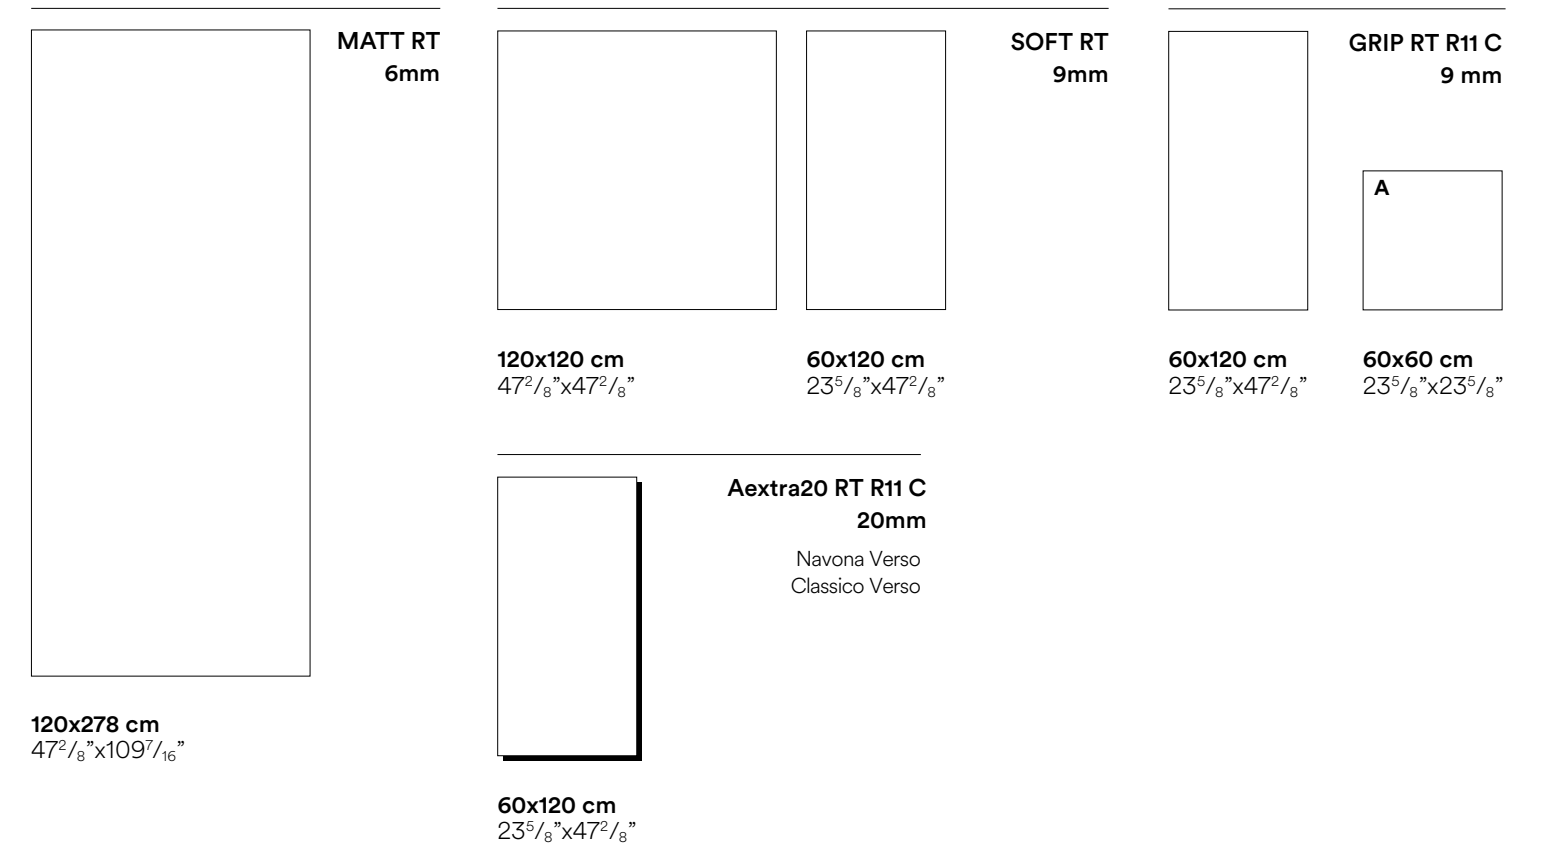 MATT RT
6mm
120x278 cm
47²/₈”x109⁷/₁₆”
SOFT RT
9mm
120x120 cm
47²/₈”x47²/₈”
60x120 cm
23⁵/₈”x47²/₈”
GRIP RT R11 C
9 mm
A
60x120 cm
23⁵/₈”x47²/₈”
60x60 cm
23⁵/₈”x23⁵/₈”
Aextra20 RT R11 C
20mm
Navona Verso
Classico Verso
60x120 cm
23⁵/₈”x47²/₈”